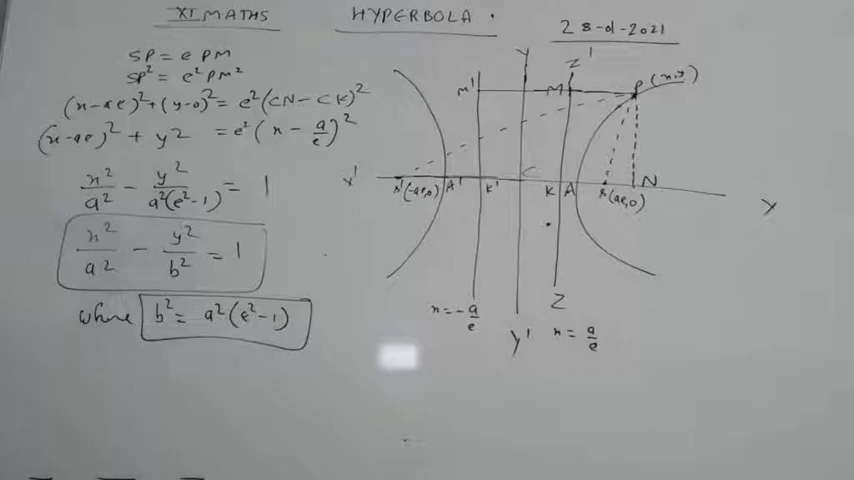 XI MATHS
HYPERBOLA .
28-01-2021
SP = e PM
SP² = e² PM²
(x-ae)² + (y-0)² = e² (CN - CK)²
(x-ae)² + y² = e² (x - a/e)²
x²/a² - y²/a²(e²-1) = 1
x²/a² - y²/b² = 1
where b² = a² (e²-1)
Y
Z'
M'
M
P (x,y)
X'
S' (-ae,0)
A'
K'
C
K
A
S (ae,0)
N
Y
x = -a/e
Z
Y'
x = a/e